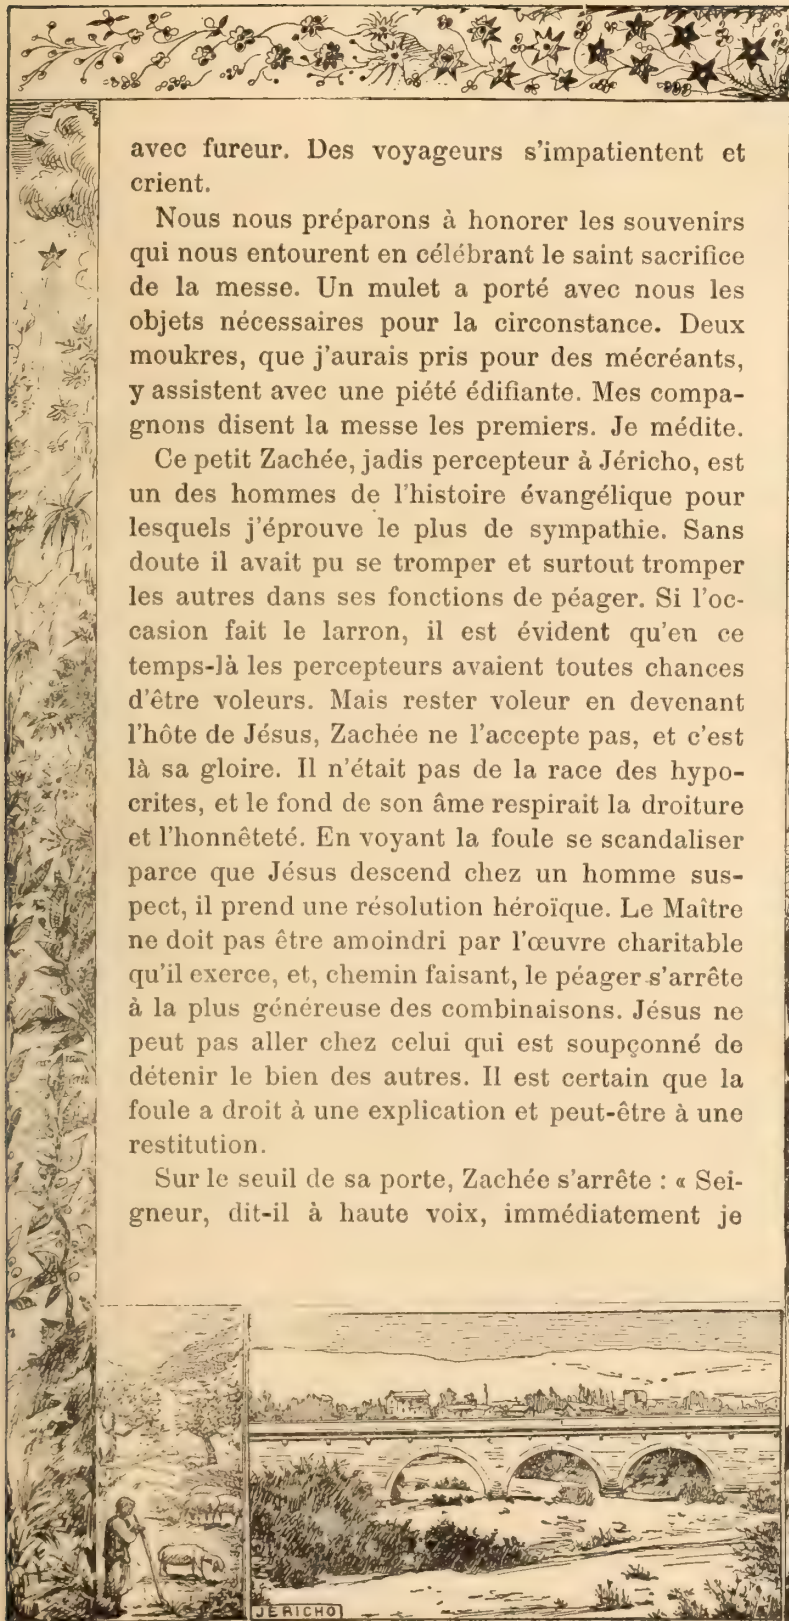 avec fureur. Des voyageurs s'impatientent et
crient.
Nous nous préparons à honorer les souvenirs
qui nous entourent en célébrant le saint sacrifice
de la messe. Un mulet a porté avec nous les
objets nécessaires pour la circonstance. Deux
moukres, que j'aurais pris pour des mécréants,
y assistent avec une piété édifiante. Mes compa-
gnons disent la messe les premiers. Je médite.
Ce petit Zachée, jadis percepteur à Jéricho, est
un des hommes de l'histoire évangélique pour
lesquels j'éprouve le plus de sympathie. Sans
doute il avait pu se tromper et surtout tromper
les autres dans ses fonctions de péager. Si l'oc-
casion fait le larron, il est évident qu'en ce
temps-là les percepteurs avaient toutes chances
d'être voleurs. Mais rester voleur en devenant
l'hôte de Jésus, Zachée ne l'accepte pas, et c'est
là sa gloire. Il n'était pas de la race des hypo-
crites, et le fond de son âme respirait la droiture
et l'honnêteté. En voyant la foule se scandaliser
parce que Jésus descend chez un homme sus-
pect, il prend une résolution héroïque. Le Maître
ne doit pas être amoindri par l'œuvre charitable
qu'il exerce, et, chemin faisant, le péager s'arrête
à la plus généreuse des combinaisons. Jésus ne
peut pas aller chez celui qui est soupçonné de
détenir le bien des autres. Il est certain que la
foule a droit à une explication et peut-être à une
restitution.
Sur le seuil de sa porte, Zachée s'arrête : « Sei-
gneur, dit-il à haute voix, immédiatement je
JERICHO